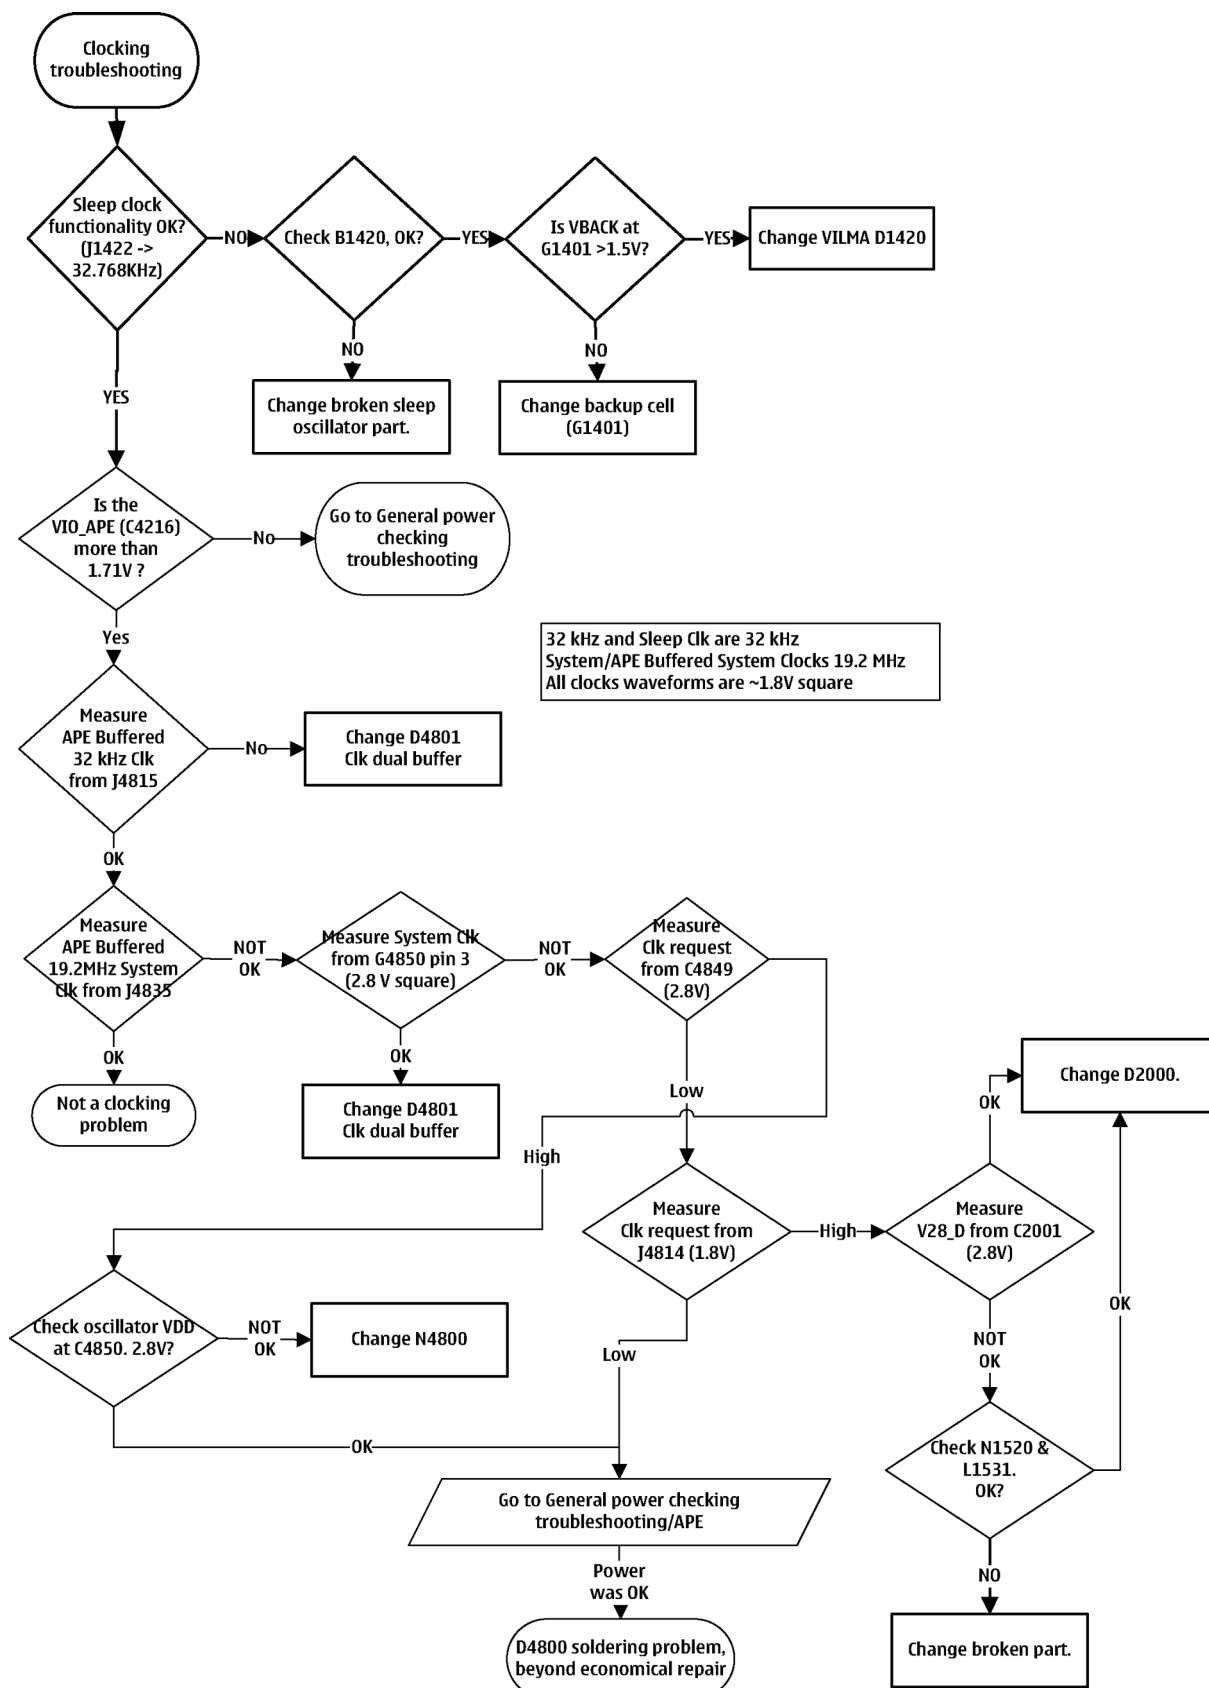 Clocking
troubleshooting
Sleep clock
functionality OK?
(J1422 ->
32.768KHz)
NO
Check B1420, OK?
YES
Is VBACK at
G1401 >1.5V?
YES
Change VILMA D1420
NO
NO
Change broken sleep
oscillator part.
Change backup cell
(G1401)
YES
Is the
VIO_APE (C4216)
more than
1.71V ?
No
Go to General power
checking
troubleshooting
Yes
32 kHz and Sleep Clk are 32 kHz
System/APE Buffered System Clocks 19.2 MHz
All clocks waveforms are ~1.8V square
Measure
APE Buffered
32 kHz Clk
from J4815
No
Change D4801
Clk dual buffer
OK
Measure
APE Buffered
19.2MHz System
Clk from J4835
NOT
OK
Measure System Clk
from G4850 pin 3
(2.8 V square)
NOT
OK
Measure
Clk request
from C4849
(2.8V)
OK
OK
Not a clocking
problem
Change D4801
Clk dual buffer
Low
High
Change D2000.
OK
Measure
Clk request from
J4814 (1.8V)
High
Measure
V28_D from C2001
(2.8V)
OK
Check oscillator VDD
at C4850. 2.8V?
NOT
OK
Change N4800
Low
NOT
OK
OK
Check N1520 &
L1531.
OK?
Go to General power checking
troubleshooting/APE
Power
was OK
NO
D4800 soldering problem,
beyond economical repair
Change broken part.